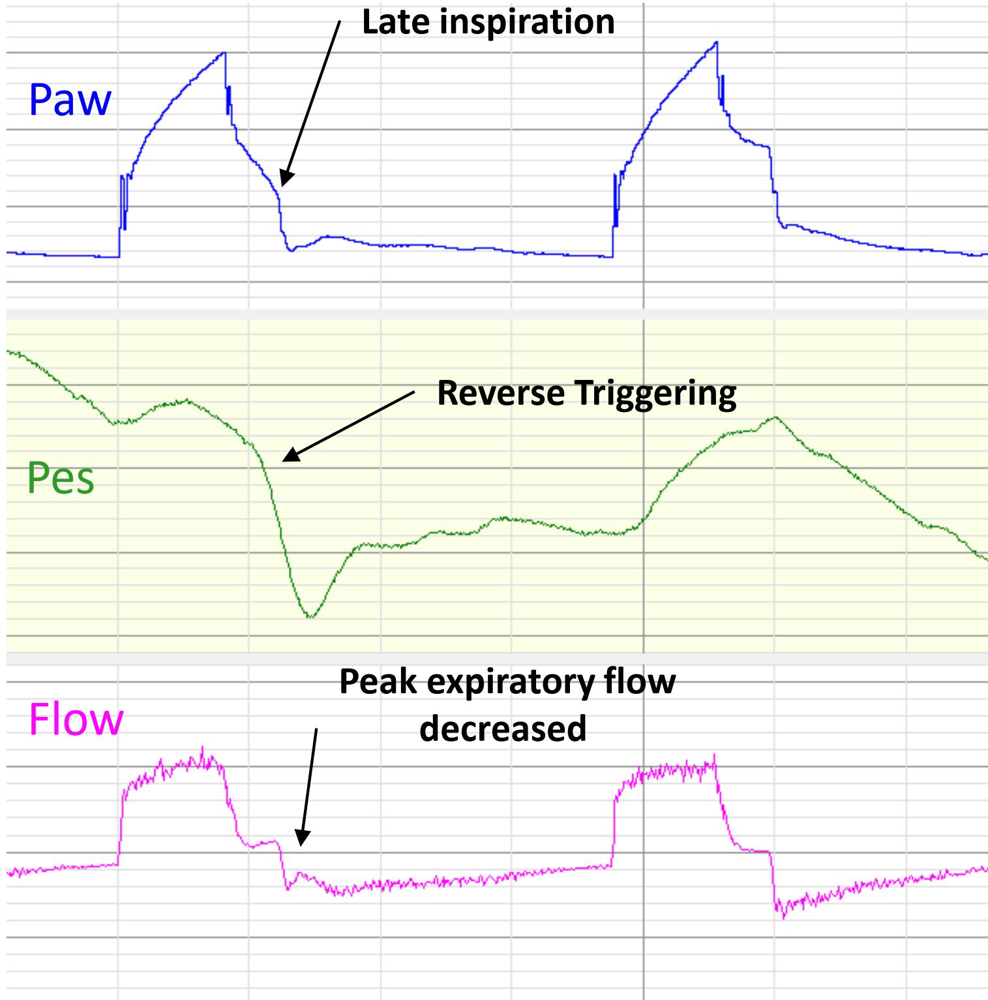 Late inspiration
Paw
Reverse Triggering
Pes
Peak expiratory flow
decreased
Flow